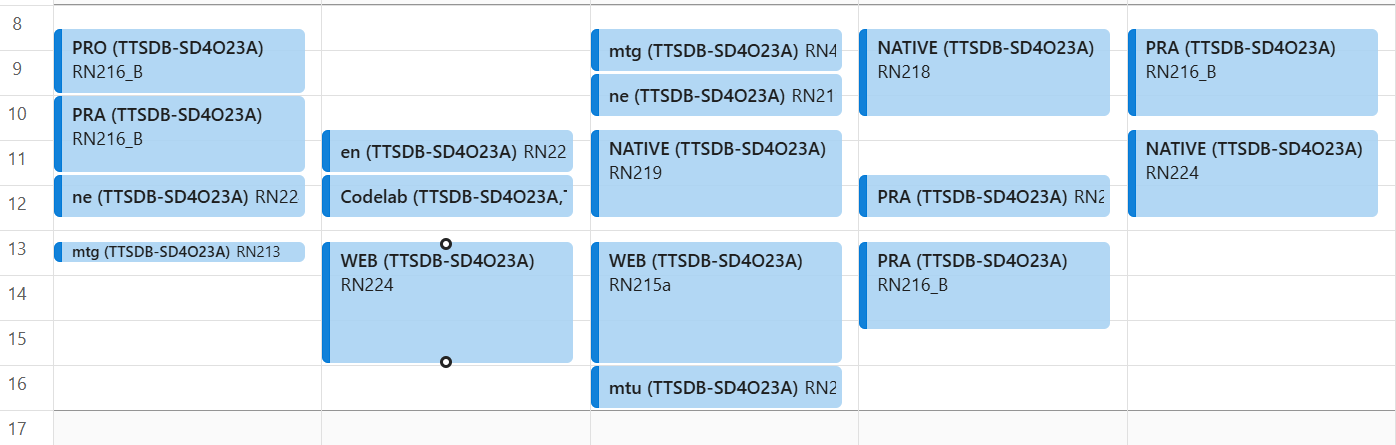 8
9
10
11
12
13
14
15
16
17
PRO (TTSDB-SD4O23A)
RN216_B
PRA (TTSDB-SD4O23A)
RN216_B
ne (TTSDB-SD4O23A) RN22
mtg (TTSDB-SD4O23A) RN213
en (TTSDB-SD4O23A) RN22
Codelab (TTSDB-SD4O23A,
WEB (TTSDB-SD4O23A)
RN224
mtg (TTSDB-SD4O23A) RN4
ne (TTSDB-SD4O23A) RN21
NATIVE (TTSDB-SD4O23A)
RN219
WEB (TTSDB-SD4O23A)
RN215a
mtu (TTSDB-SD4O23A) RN2
NATIVE (TTSDB-SD4O23A)
RN218
PRA (TTSDB-SD4O23A) RN2
PRA (TTSDB-SD4O23A)
RN216_B
PRA (TTSDB-SD4O23A)
RN216_B
NATIVE (TTSDB-SD4O23A)
RN224